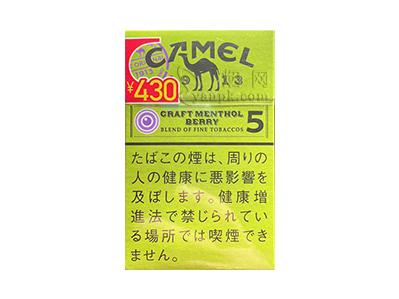 CAMEL
1913
¥430
CRAFT MENTHOL
BERRY
BLEND OF FINE TOBACCOS
5
たばこの煙は、周りの
人の健康に悪影響を
及ぼします。健康増
進法で禁じられてい
る場所では喫煙でき
ません。